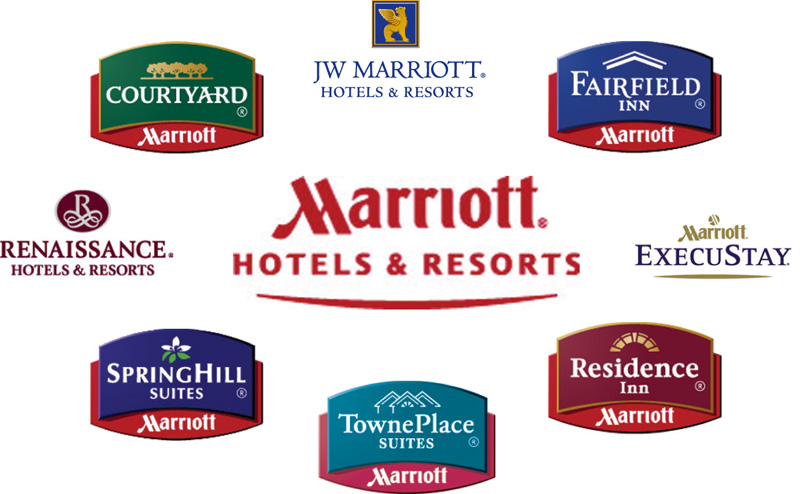 JW MARRIOTT®
HOTELS & RESORTS
COURTYARD®
Marriott
FAIRFIELD
INN®
Marriott
Marriott®
HOTELS & RESORTS
RENAISSANCE®
HOTELS & RESORTS
Marriott
EXECUSTAY®
SPRINGHILL
SUITES®
Marriott
TownePlace
SUITES®
Marriott
Residence
Inn®
Marriott